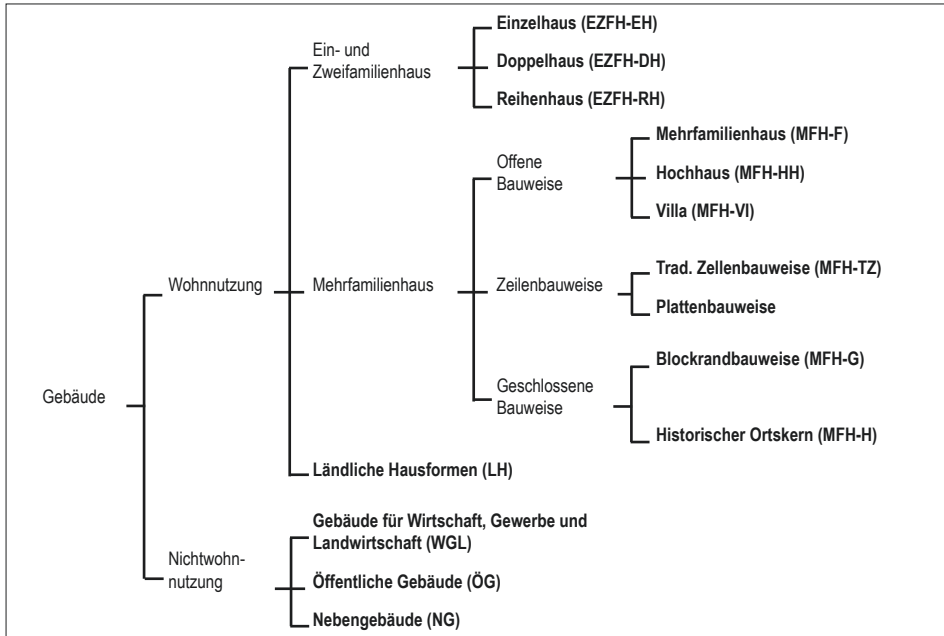 Einzelhaus (EZFH-EH)
Ein- und
Zweifamilienhaus
Doppelhaus (EZFH-DH)
Reihenhaus (EZFH-RH)
Mehrfamilienhaus (MFH-F)
Offene
Bauweise
Hochhaus (MFH-HH)
Villa (MFH-VI)
Wohnnutzung
Mehrfamilienhaus
Zeilenbauweise
Trad. Zellenbauweise (MFH-TZ)
Plattenbauweise
Gebäude
Geschlossene
Bauweise
Blockrandbauweise (MFH-G)
Historischer Ortskern (MFH-H)
Ländliche Hausformen (LH)
Nichtwohn-
nutzung
Gebäude für Wirtschaft, Gewerbe und
Landwirtschaft (WGL)
Öffentliche Gebäude (ÖG)
Nebengebäude (NG)